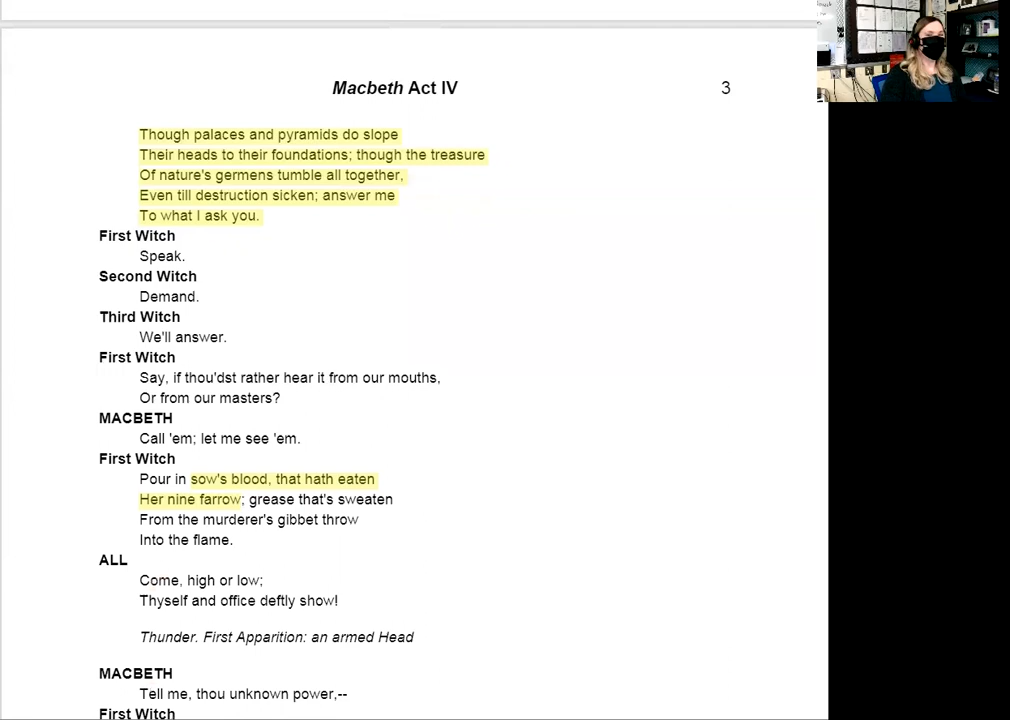 Macbeth Act IV 3
Though palaces and pyramids do slope
Their heads to their foundations; though the treasure
Of nature's germens tumble all together,
Even till destruction sicken; answer me
To what I ask you.
First Witch
Speak.
Second Witch
Demand.
Third Witch
We'll answer.
First Witch
Say, if thou'dst rather hear it from our mouths,
Or from our masters?
MACBETH
Call 'em; let me see 'em.
First Witch
Pour in sow's blood, that hath eaten
Her nine farrow; grease that's sweaten
From the murderer's gibbet throw
Into the flame.
ALL
Come, high or low;
Thyself and office deftly show!
Thunder. First Apparition: an armed Head
MACBETH
Tell me, thou unknown power,--
First Witch